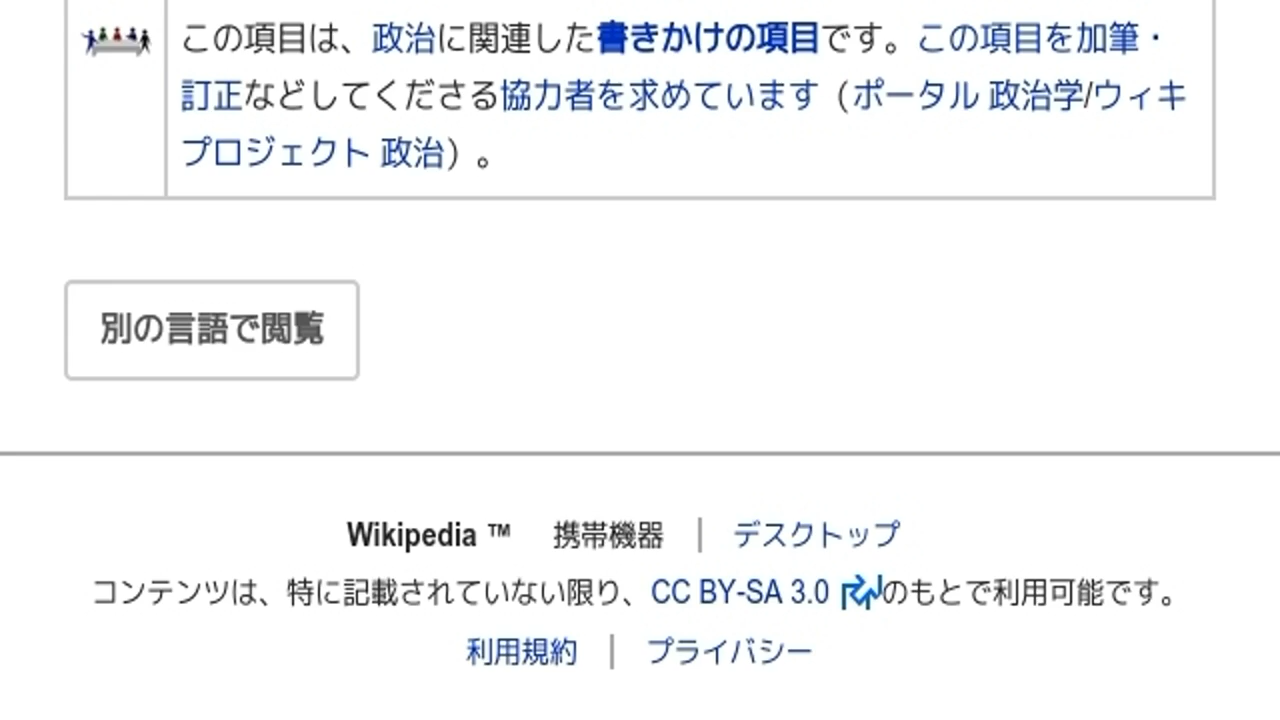 この項目は、政治に関連した書きかけの項目です。この項目を加筆・
訂正などしてくださる協力者を求めています（ポータル 政治学/ウィキ
プロジェクト 政治）。
別の言語で閲覧
Wikipedia ™ 携帯機器 | デスクトップ
コンテンツは、特に記載されていない限り、CC BY-SA 3.0 のもとで利用可能です。
利用規約 | プライバシー